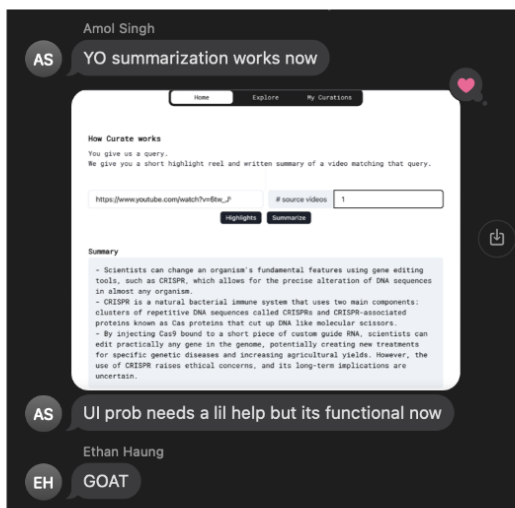 Amol Singh
AS
YO summarization works now
Home Explore My Curations
How Curate works
You give us a query.
We give you a short highlight reel and written summary of a video matching that query.
# source videos 1
Highlights Summarize
Summary
- Scientists can change an organism's fundamental features using gene editing
tools, such as CRISPR, which allows for the precise alteration of DNA sequences
in almost any organism.
- CRISPR is a natural bacterial immune system that uses two main components:
clusters of repetitive DNA sequences called CRISPRs and CRISPR-associated
proteins known as Cas proteins that cut up DNA like molecular scissors.
- By injecting Cas9 bound to a short piece of custom guide RNA, scientists can
edit practically any gene in the genome, potentially creating new treatments
for specific genetic diseases and increasing agricultural yields. However, the
use of CRISPR raises ethical concerns, and its long-term implications are
uncertain.
AS
UI prob needs a lil help but its functional now
Ethan Haung
EH
GOAT